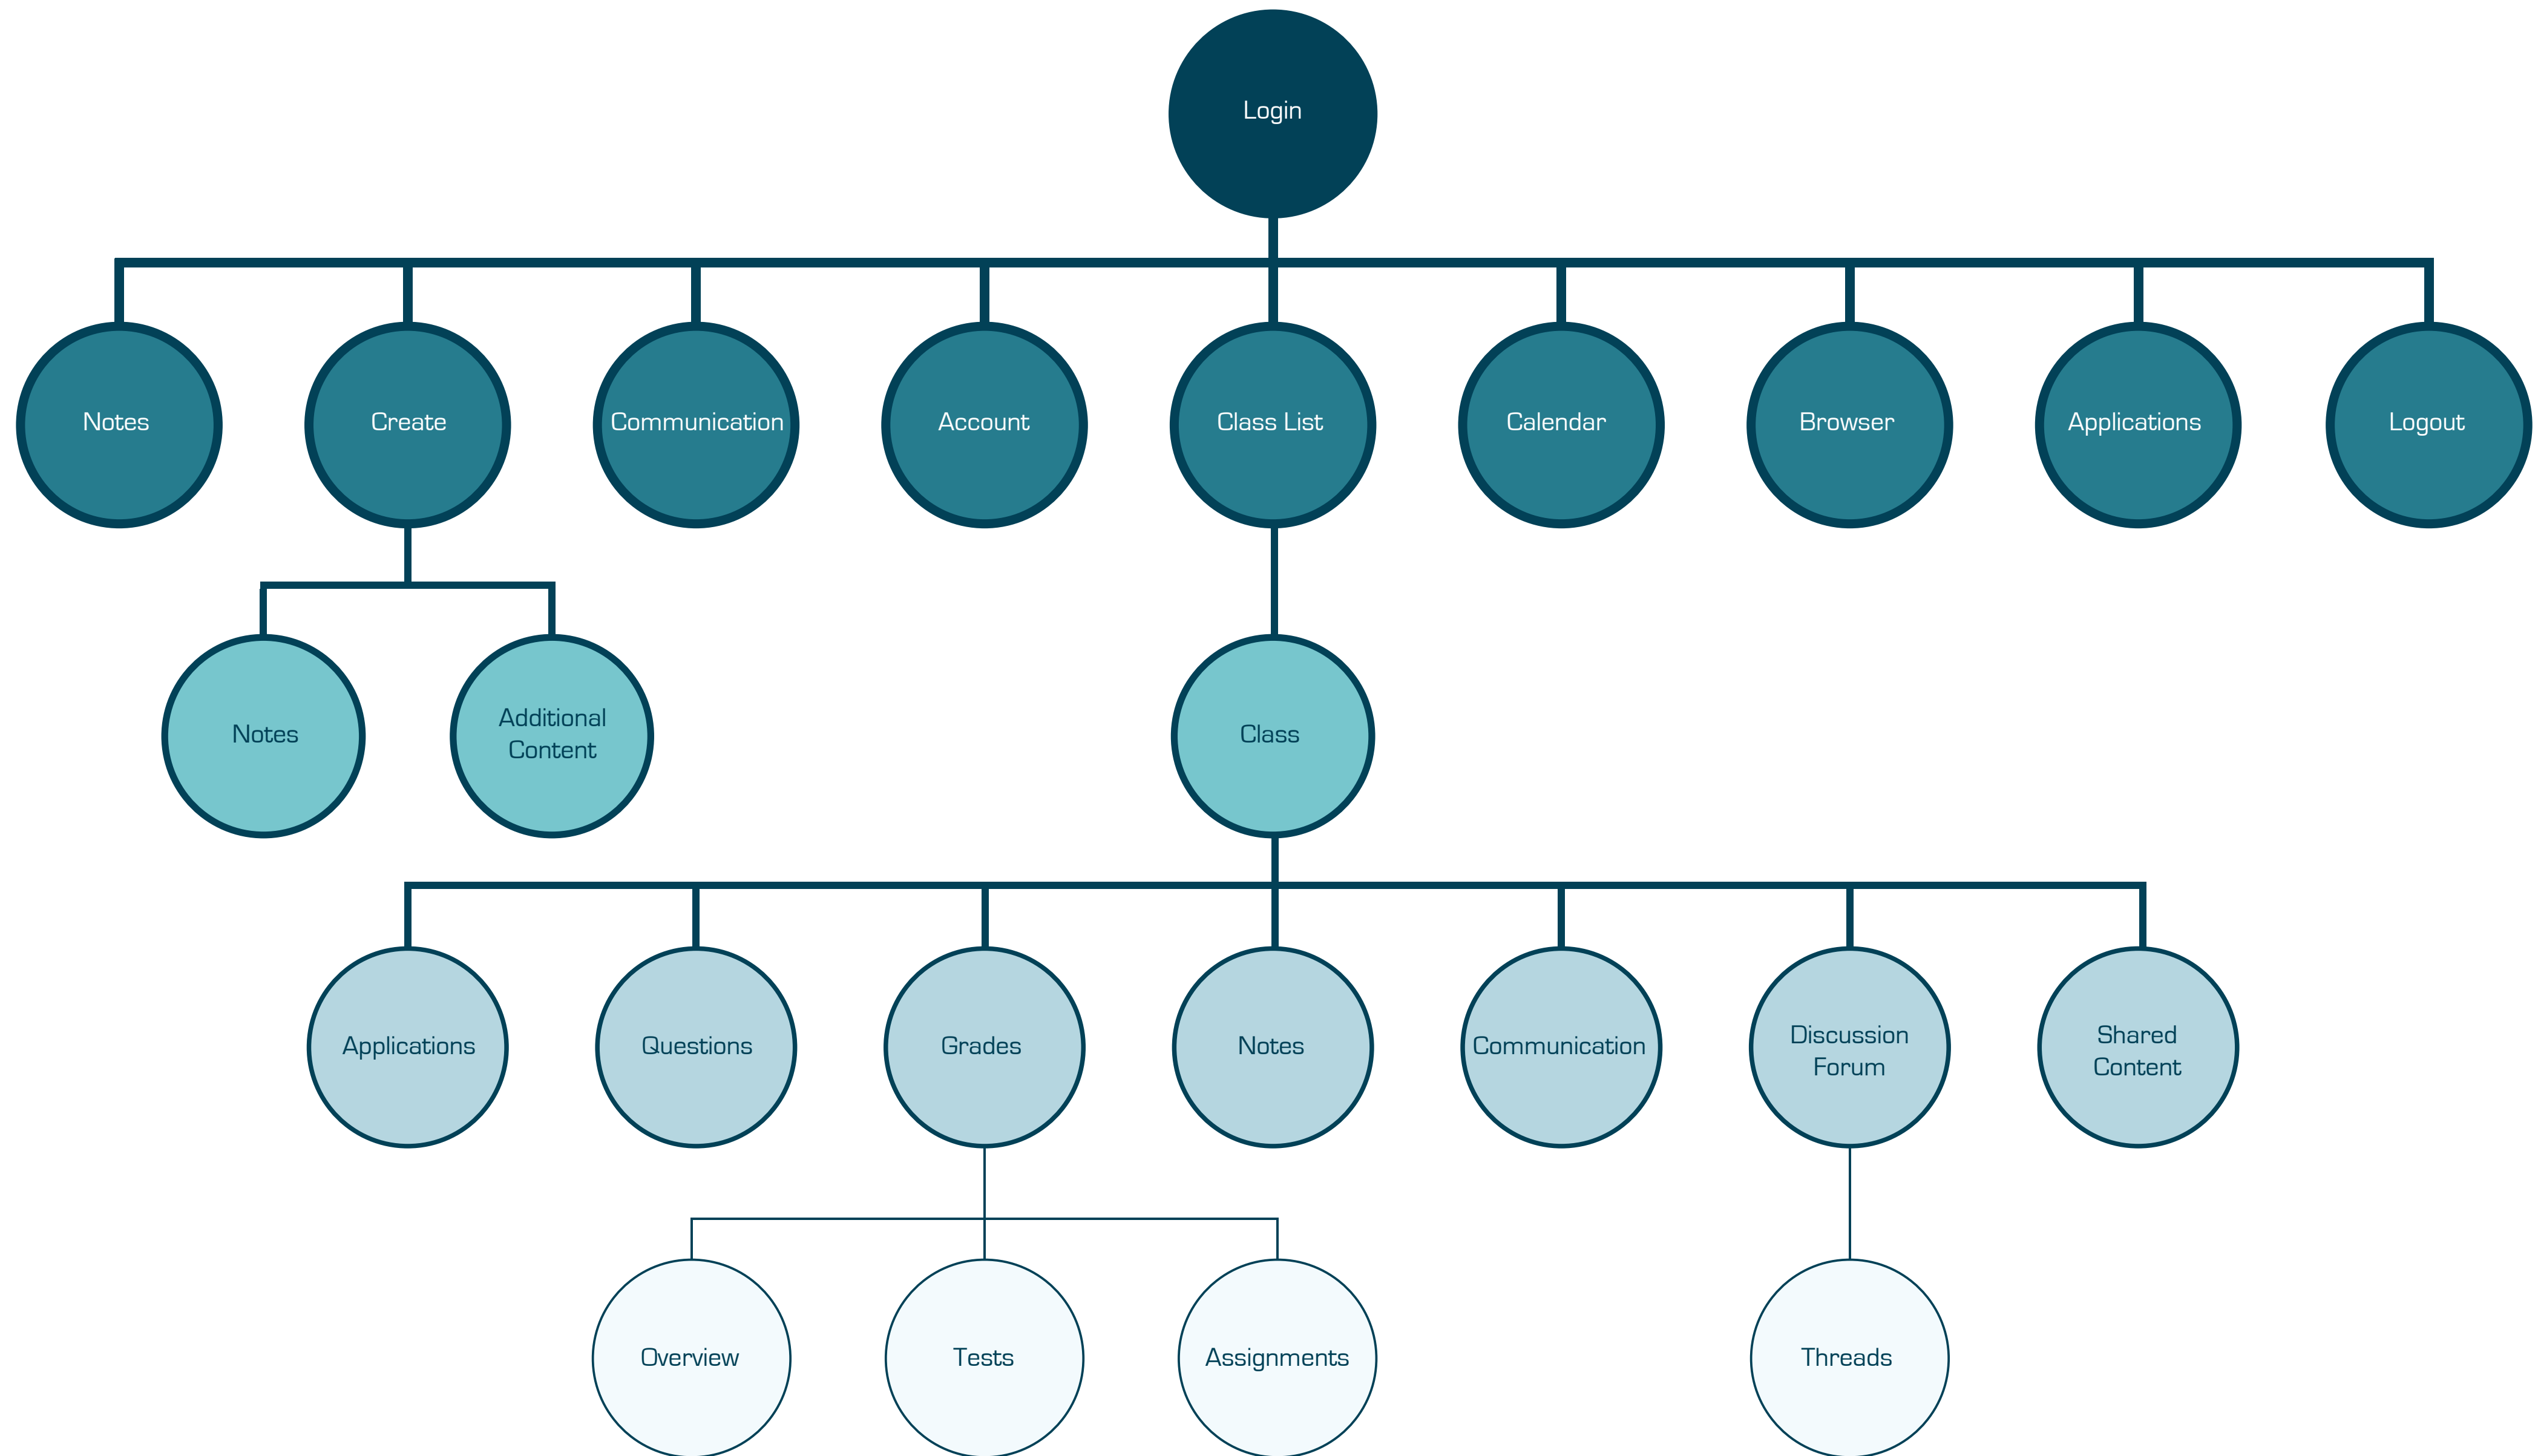 Login
Notes
Create
Communication
Account
Class List
Calendar
Browser
Applications
Logout
Notes
Additional
Content
Class
Applications
Questions
Grades
Notes
Communication
Discussion
Forum
Shared
Content
Overview
Tests
Assignments
Threads